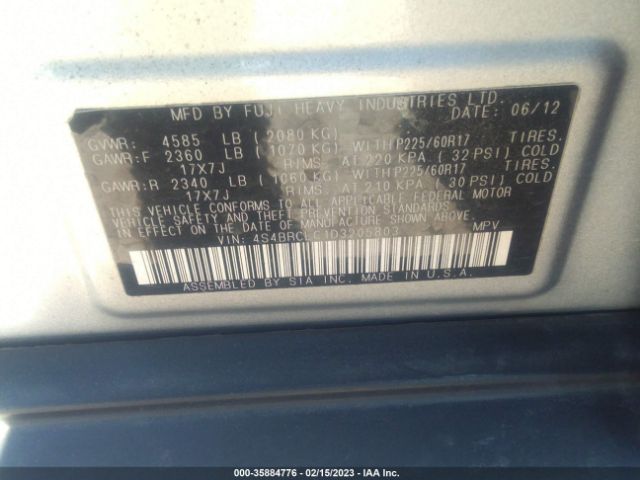 MFD BY FUJI HEAVY INDUSTRIES LTD.
DATE: 06/12
GVWR: 4585 LB (2080 KG)
GAWR:F 2360 LB (1070 KG) WITH P225/60R17 TIRES.
17X7J RIMS. AT 220 KPA (32 PSI) COLD
GAWR:R 2340 LB (1060 KG) WITH P225/60R17 TIRES.
17X7J RIMS. AT 210 KPA 30 PSI) COLD
THIS VEHICLE CONFORMS TO ALL APPLICABLE FEDERAL MOTOR
VEHICLE SAFETY AND THEFT PREVENTION STANDARDS
IN EFFECT ON THE DATE OF MANUFACTURE SHOWN ABOVE.
VIN: MPV
ASSEMBLED BY SIA INC. MADE IN U.S.A.
000-35884776 - 02/15/2023 - IAA Inc.